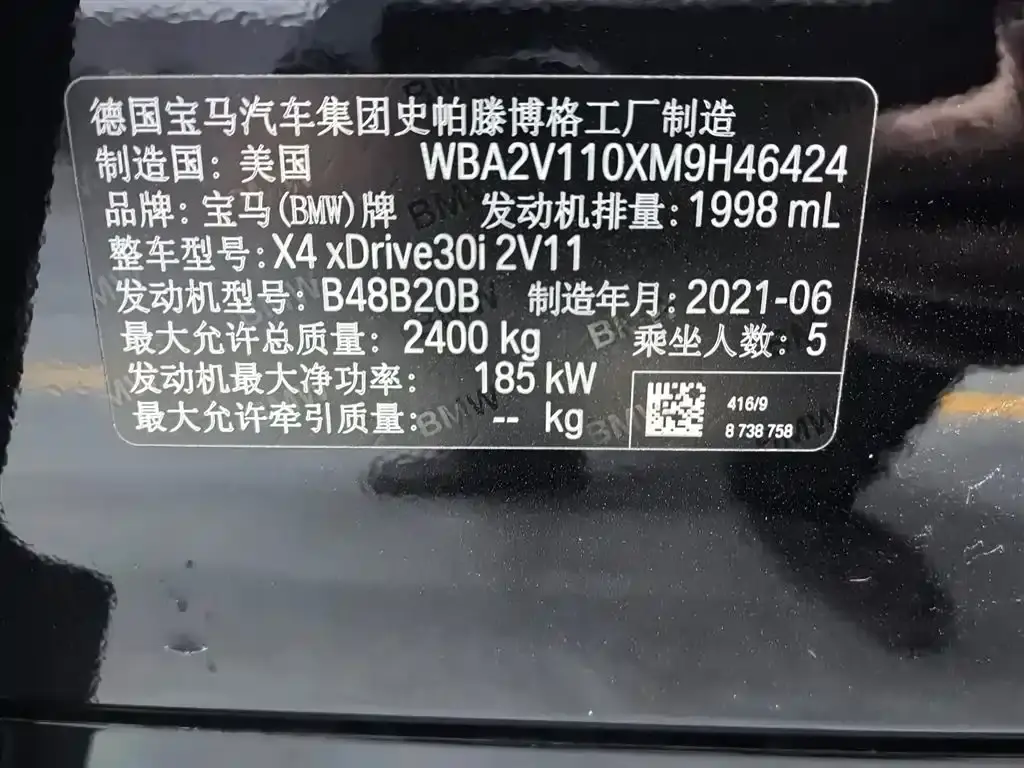 德国宝马汽车集团史帕滕博格工厂制造
制造国: 美国 WBA2V110XM9H46424
品牌: 宝马(BMW)牌 发动机排量: 1998 mL
整车型号: X4 xDrive30i 2V11
发动机型号: B48B20B 制造年月: 2021-06
最大允许总质量: 2400 kg 乘坐人数: 5
发动机最大净功率: 185 kW
最大允许牵引质量: -- kg
416/9
8 738 758